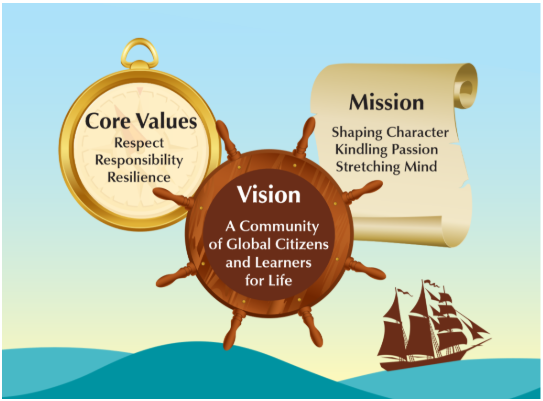 Core Values
Respect
Responsibility
Resilience
Mission
Shaping Character
Kindling Passion
Stretching Mind
Vision
A Community
of Global Citizens
and Learners
for Life